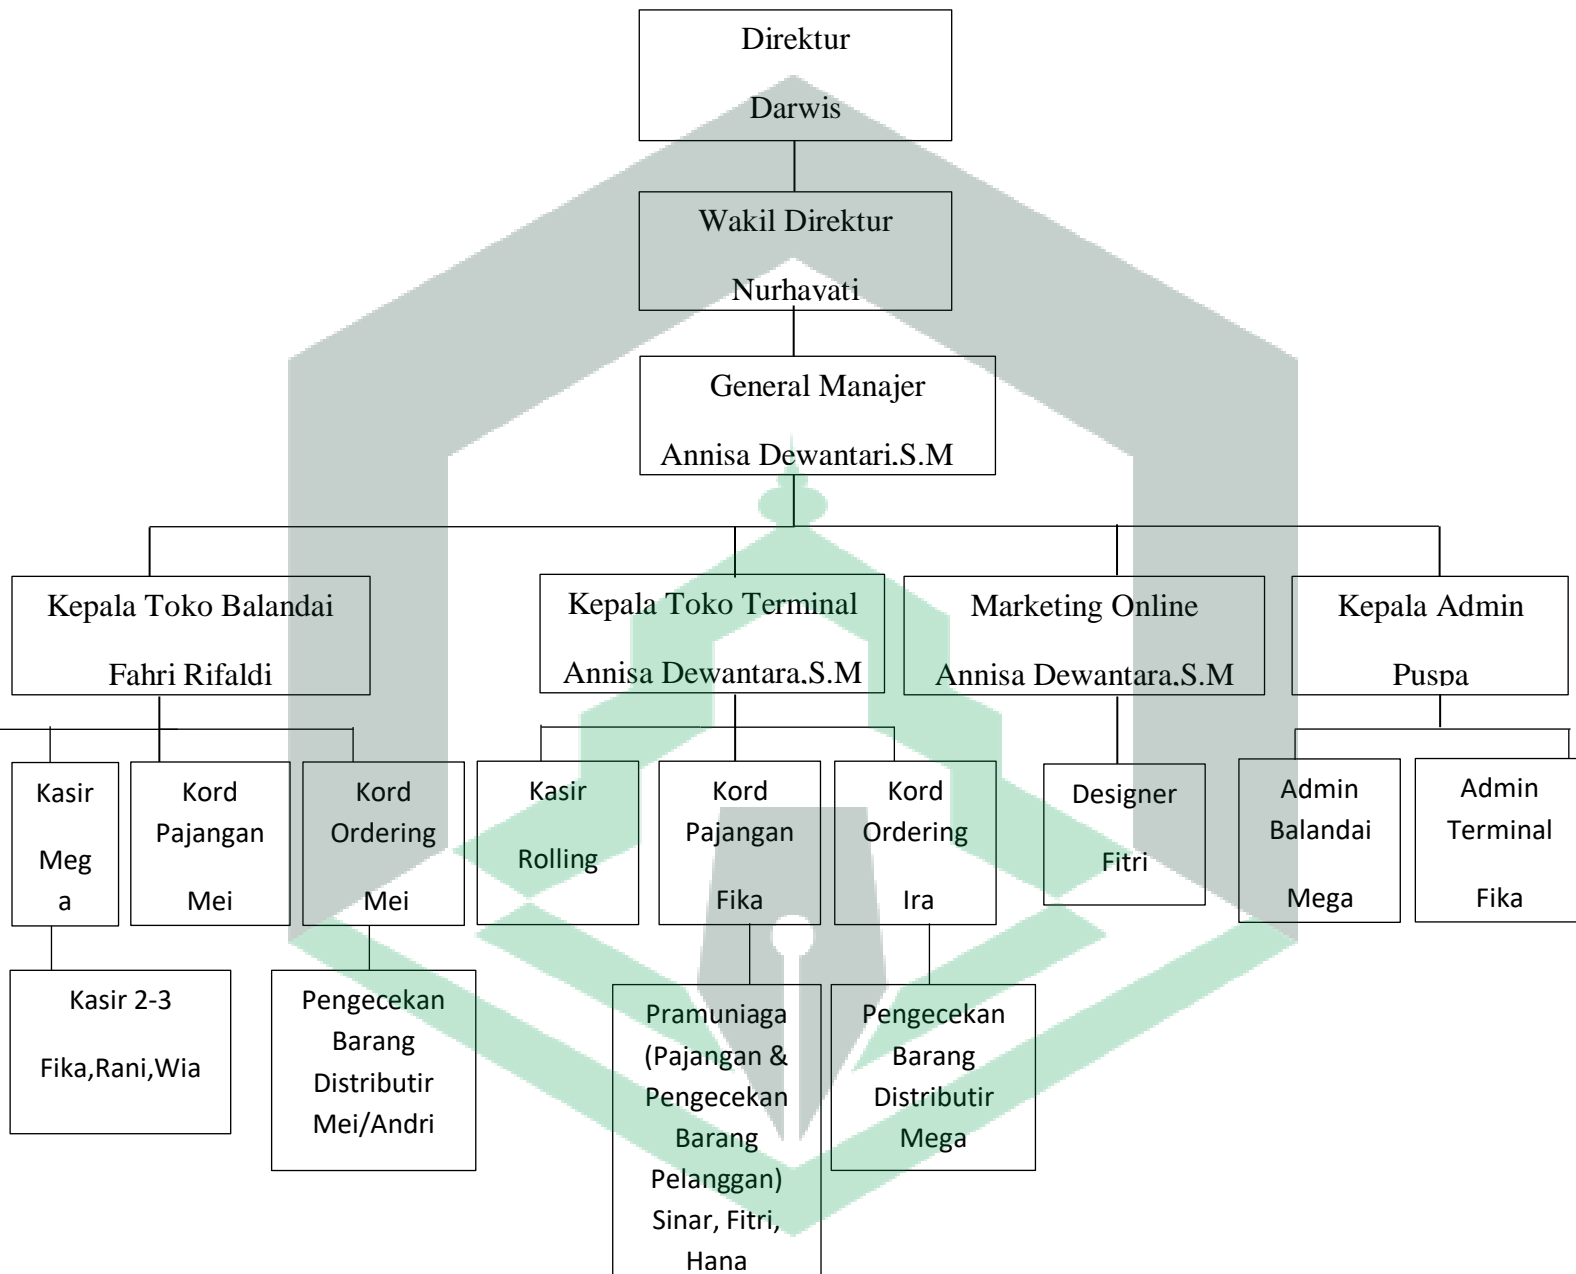 Direktur
Darwis
Wakil Direktur
Nurhayati
General Manajer
Annisa Dewantari.S.M
Kepala Toko Balandai
Fahri Rifaldi
Kepala Toko Terminal
Annisa Dewantara.S.M
Marketing Online
Annisa Dewantara.S.M
Kepala Admin
Puspa
Kasir
Meg
a
Kord
Pajangan
Mei
Kord
Ordering
Mei
Kasir
Rolling
Kord
Pajangan
Fika
Kord
Ordering
Ira
Designer
Fitri
Admin
Balandai
Mega
Admin
Terminal
Fika
Kasir 2-3
Fika,Rani,Wia
Pengecekan
Barang
Distributir
Mei/Andri
Pramuniaga
(Pajangan &
Pengecekan
Barang
Pelanggan)
Sinar, Fitri,
Hana
Pengecekan
Barang
Distributir
Mega